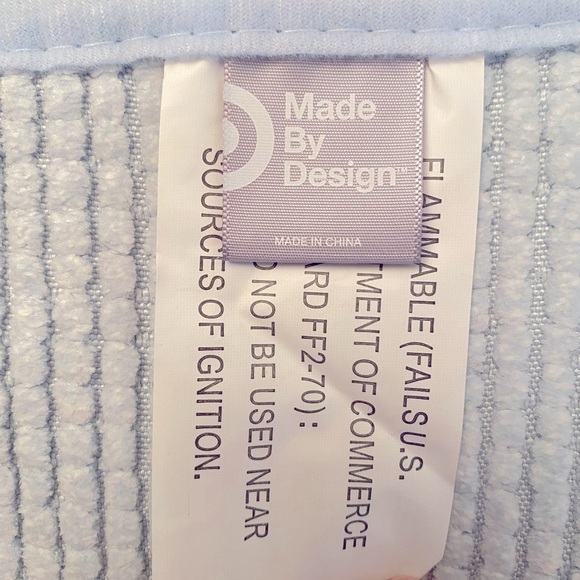 Made
By
Design™
MADE IN CHINA
FLAMMABLE (FAILS U.S.
TMENT OF COMMERCE
RD FF2-70):
NOT BE USED NEAR
SOURCES OF IGNITION.